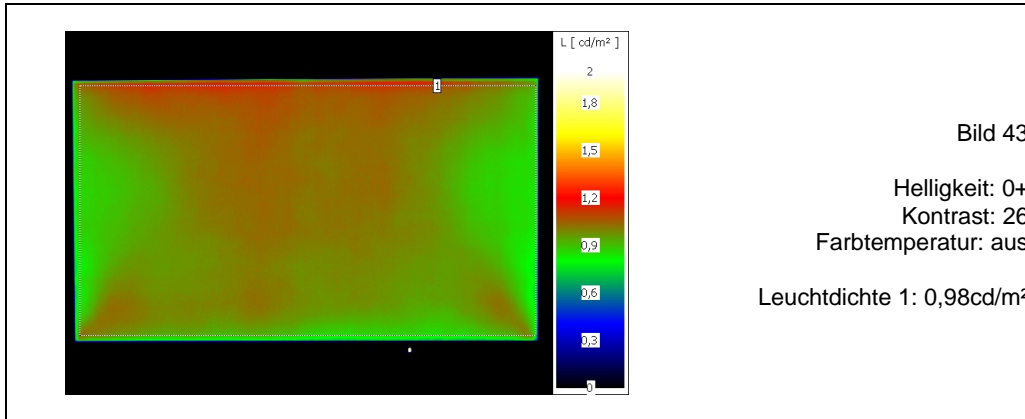 L [ cd/m² ]
1
2
1,8
1,5
1,2
0,9
0,6
0,3
0
Bild 43
Helligkeit: 0+
Kontrast: 26
Farbtemperatur: aus
Leuchtdichte 1: 0,98cd/m²